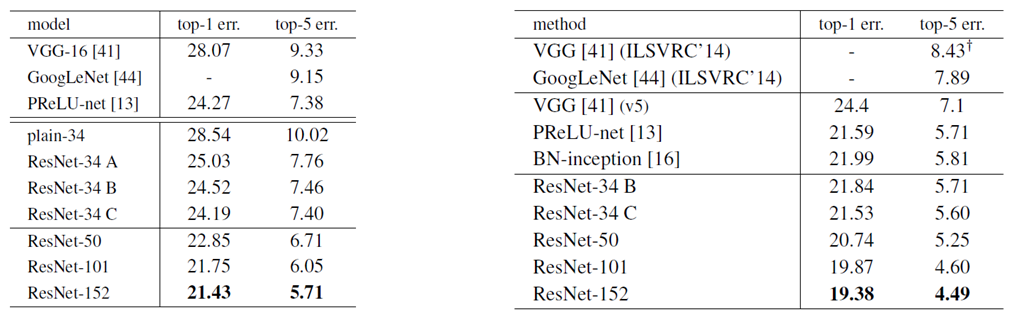 model top-1 err. top-5 err.
VGG-16 [41] 28.07 9.33
GoogLeNet [44] - 9.15
PReLU-net [13] 24.27 7.38
plain-34 28.54 10.02
ResNet-34 A 25.03 7.76
ResNet-34 B 24.52 7.46
ResNet-34 C 24.19 7.40
ResNet-50 22.85 6.71
ResNet-101 21.75 6.05
ResNet-152 21.43 5.71
method top-1 err. top-5 err.
VGG [41] (ILSVRC'14) - 8.43†
GoogLeNet [44] (ILSVRC'14) - 7.89
VGG [41] (v5) 24.4 7.1
PReLU-net [13] 21.59 5.71
BN-inception [16] 21.99 5.81
ResNet-34 B 21.84 5.71
ResNet-34 C 21.53 5.60
ResNet-50 20.74 5.25
ResNet-101 19.87 4.60
ResNet-152 19.38 4.49